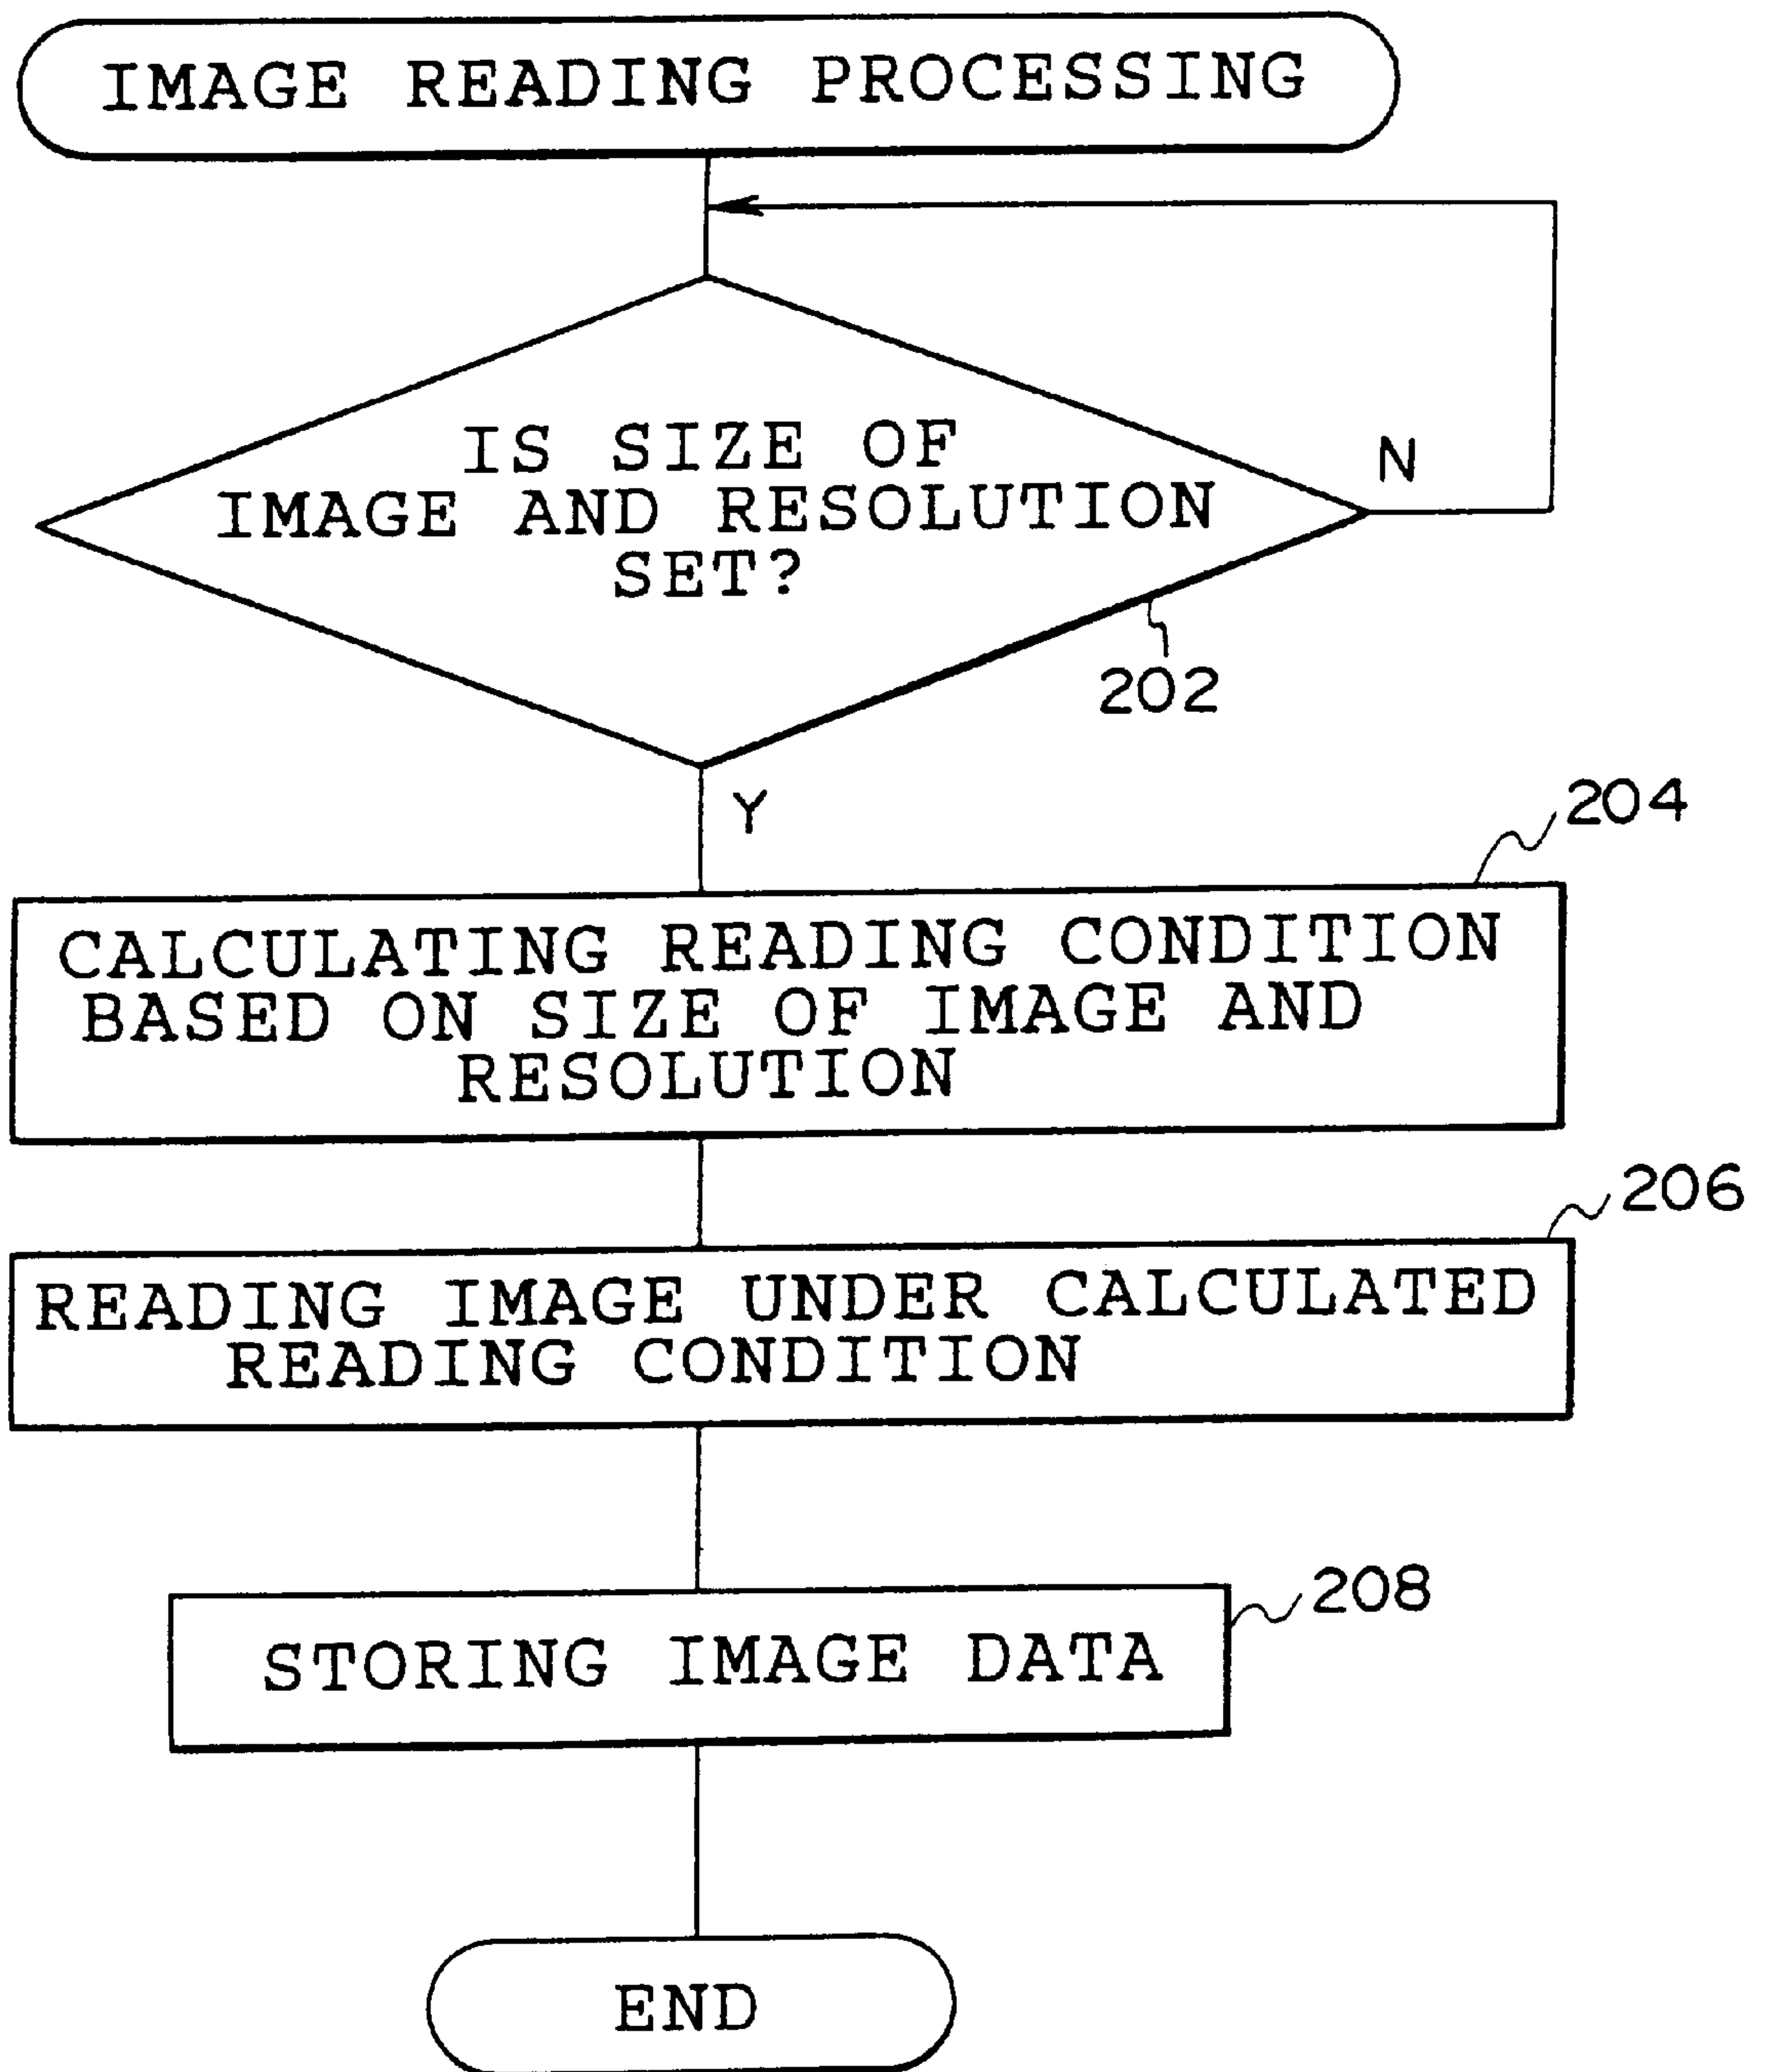 IMAGE READING PROCESSING
IS SIZE OF
IMAGE AND RESOLUTION
SET?
N
202
Y
204
CALCULATING READING CONDITION
BASED ON SIZE OF IMAGE AND
RESOLUTION
206
READING IMAGE UNDER CALCULATED
READING CONDITION
208
STORING IMAGE DATA
END